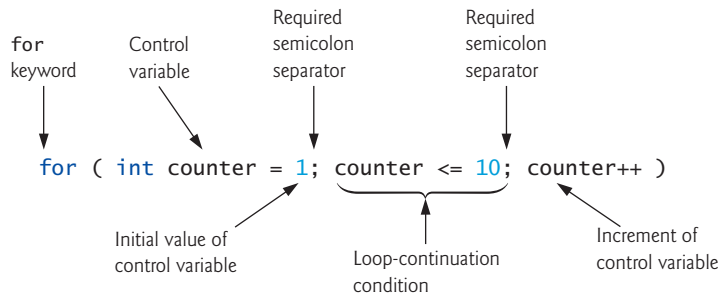 Required
semicolon
separator
Required
semicolon
separator
for
keyword
Control
variable
for ( int counter = 1; counter <= 10; counter++ )
Initial value of
control variable
Loop-continuation
condition
Increment of
control variable